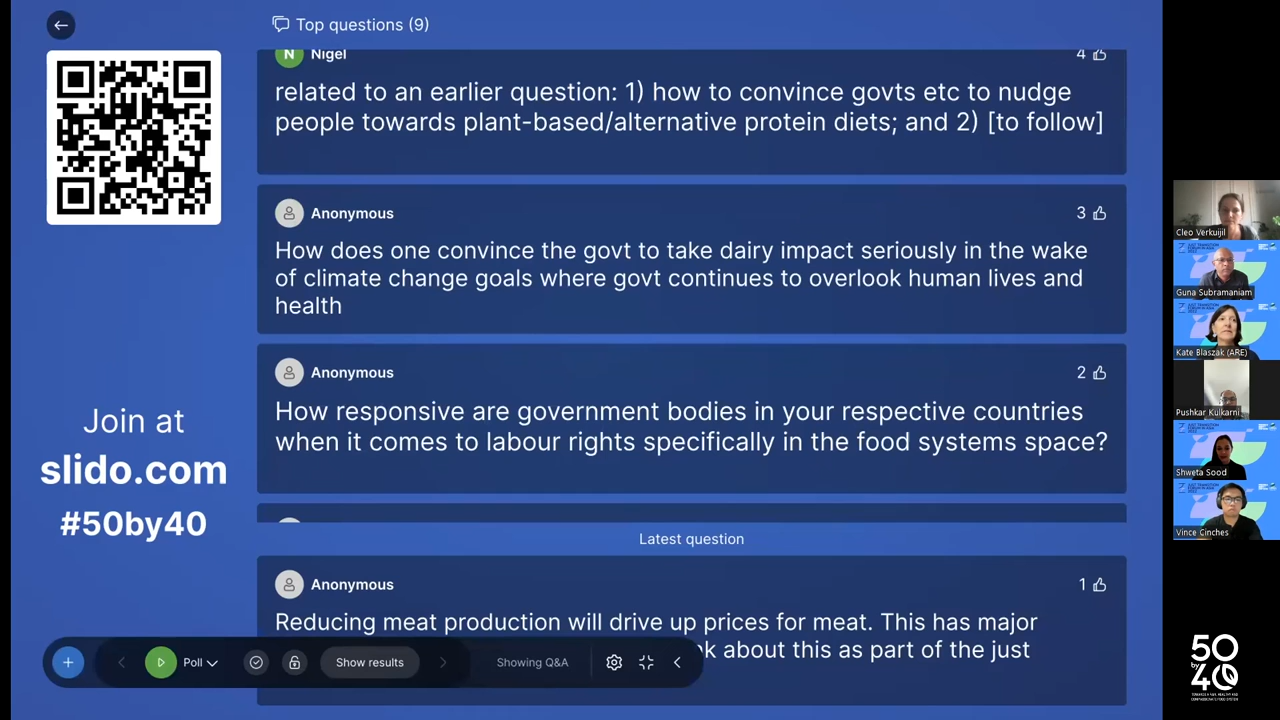 Top questions (9)
N Nigel
4
related to an earlier question: 1) how to convince govts etc to nudge
people towards plant-based/alternative protein diets; and 2) [to follow]
Anonymous
3
How does one convince the govt to take dairy impact seriously in the wake
of climate change goals where govt continues to overlook human lives and
health
Anonymous
2
How responsive are government bodies in your respective countries
when it comes to labour rights specifically in the food systems space?
Join at
slido.com
#50by40
Latest question
Anonymous
1
Reducing meat production will drive up prices for meat. This has major
about this as part of the just
Poll
Show results
Showing Q&A
Cleo Verkuijl
Guna Subramaniam
Kate Blaszak (ARE)
Pushkar Kulkarni
Shweta Sood
Vince Cinches
50
by
40